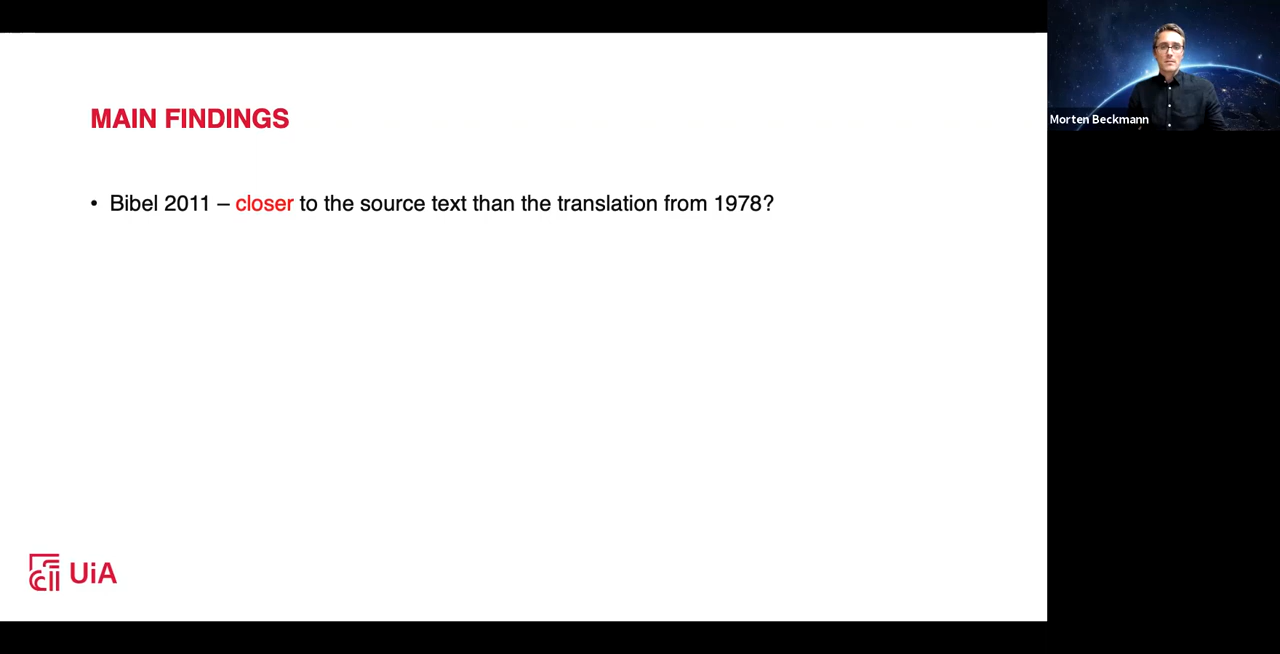 MAIN FINDINGS
• Bibel 2011 – closer to the source text than the translation from 1978?
UiA
Morten Beckmann